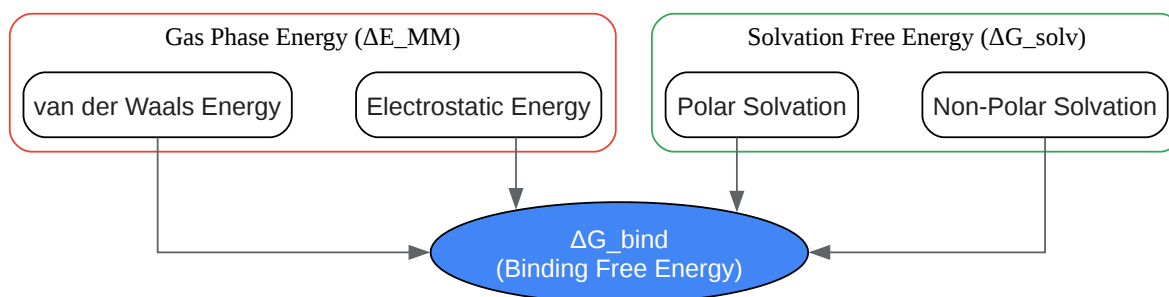 Gas Phase Energy (ΔE_MM)
Solvation Free Energy (ΔG_solv)
van der Waals Energy
Electrostatic Energy
Polar Solvation
Non-Polar Solvation
ΔG_bind
(Binding Free Energy)